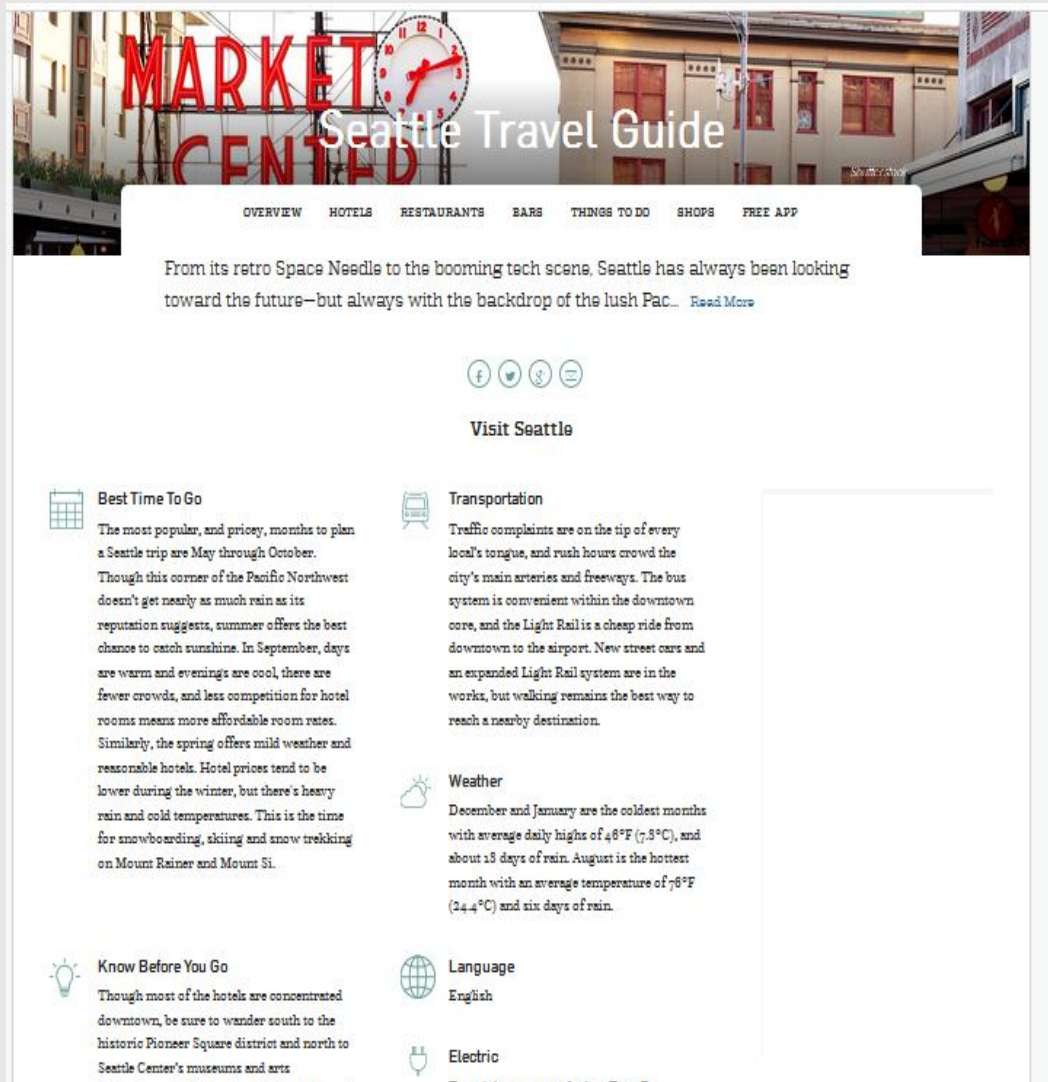 MARKET
CENTER
12
1
2
3
5
6
7
8
9
10
11
Seattle Travel Guide
Shutterstock
OVERVIEW HOTELS RESTAURANTS BARS THINGS TO DO SHOPS FREE APP
From its retro Space Needle to the booming tech scene, Seattle has always been looking
toward the future—but always with the backdrop of the lush Pac... Read More
Visit Seattle
Best Time To Go
The most popular, and pricey, months to plan
a Seattle trip are May through October.
Though this corner of the Pacific Northwest
doesn't get nearly as much rain as its
reputation suggests, summer offers the best
chance to catch sunshine. In September, days
are warm and evenings are cool, there are
fewer crowds, and less competition for hotel
rooms means more affordable room rates.
Similarly, the spring offers mild weather and
reasonable hotels. Hotel prices tend to be
lower during the winter, but there's heavy
rain and cold temperatures. This is the time
for snowboarding, skiing and snow trekking
on Mount Rainer and Mount Si.
Know Before You Go
Though most of the hotels are concentrated
downtown, be sure to wander south to the
historic Pioneer Square district and north to
Seattle Center's museums and arts
Transportation
Traffic complaints are on the tip of every
local's tongue, and rush hours crowd the
city's main arteries and freeways. The bus
system is convenient within the downtown
core, and the Light Rail is a cheap ride from
downtown to the airport. New street cars and
an expanded Light Rail system are in the
works, but walking remains the best way to
reach a nearby destination.
Weather
December and January are the coldest months
with average daily highs of 46°F (7.8°C), and
about 18 days of rain. August is the hottest
month with an average temperature of 76°F
(24.4°C) and six days of rain.
Language
English
Electric